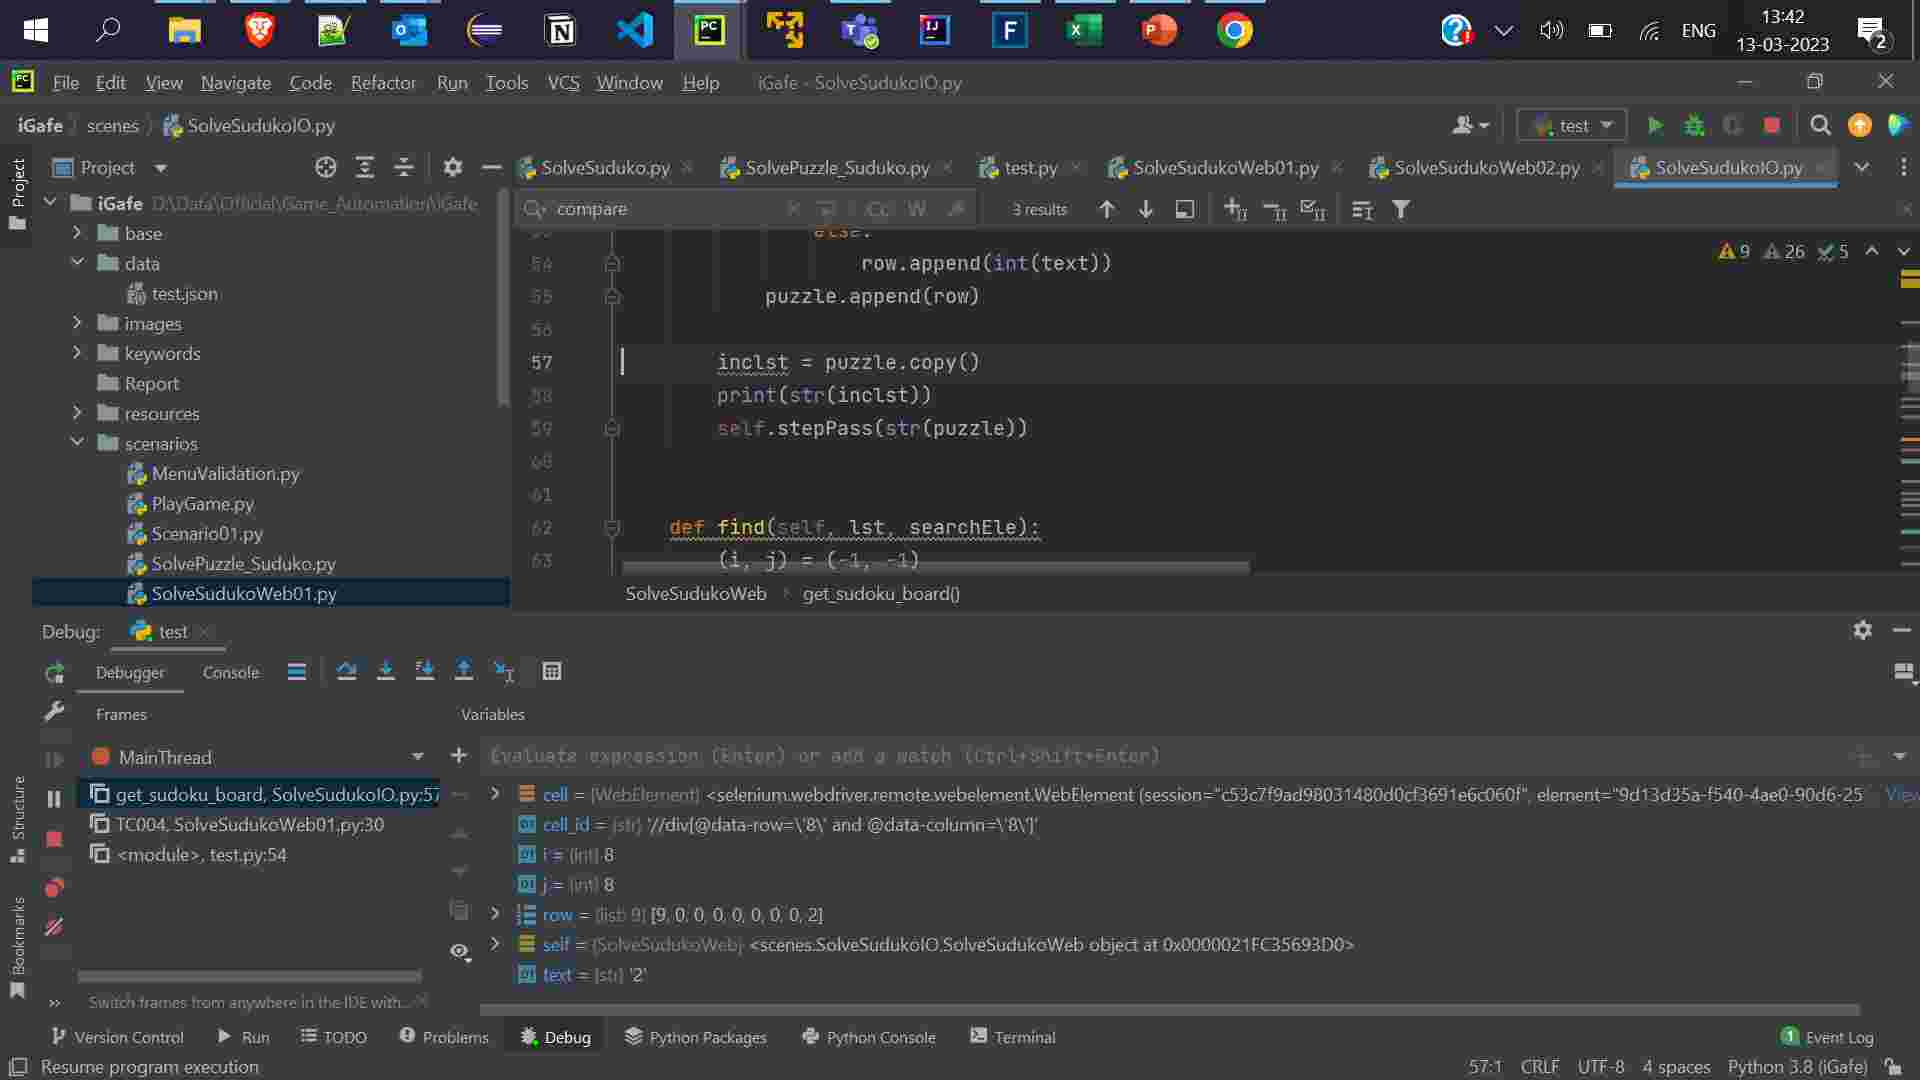 13:42
ENG
13-03-2023
2
File Edit View Navigate Code Refactor Run Tools VCS Window Help iGafe - SolveSudukoIO.py
iGafe scenes SolveSudukoIO.py
test
Project
SolveSuduko.py SolvePuzzle_Suduko.py test.py SolveSudukoWeb01.py SolveSudukoWeb02.py SolveSudukoIO.py
Project
iGafe D:\Data\Official\Game_Automation\iGafe
compare
Cc W
3 results
base
data
test.json
images
keywords
Report
resources
scenarios
MenuValidation.py
PlayGame.py
Scenario01.py
SolvePuzzle_Suduko.py
SolveSudukoWeb01.py
9 26 5
else:
54 row.append(int(text))
55 puzzle.append(row)
56
57 inclst = puzzle.copy()
58 print(str(inclst))
59 self.stepPass(str(puzzle))
60
61
62 def find(self, lst, searchEle):
63 (i, j) = (-1, -1)
SolveSudukoWeb get_sudoku_board()
Debug: test
Debugger Console
Frames Variables
MainThread
Evaluate expression (Enter) or add a watch (Ctrl+Shift+Enter)
get_sudoku_board, SolveSudukoIO.py:57
TC004, SolveSudukoWeb01.py:30
<module>, test.py:54
cell = {WebElement} <selenium.webdriver.remote.webelement.WebElement (session="c53c7f9ad98031480d0cf3691e6c060f", element="9d13d35a-f540-4ae0-90d6-25 View
cell_id = {str} '//div[@data-row=\'8\' and @data-column=\'8\']'
i = {int} 8
j = {int} 8
row = {list: 9} [9, 0, 0, 0, 0, 0, 0, 0, 2]
self = {SolveSudukoWeb} <scenes.SolveSudukoIO.SolveSudukoWeb object at 0x0000021FC35693D0>
text = {str} '2'
Structure
Bookmarks
Switch frames from anywhere in the IDE with...
Version Control Run TODO Problems Debug Python Packages Python Console Terminal
1 Event Log
Resume program execution
57:1 CRLF UTF-8 4 spaces Python 3.8 (iGafe)